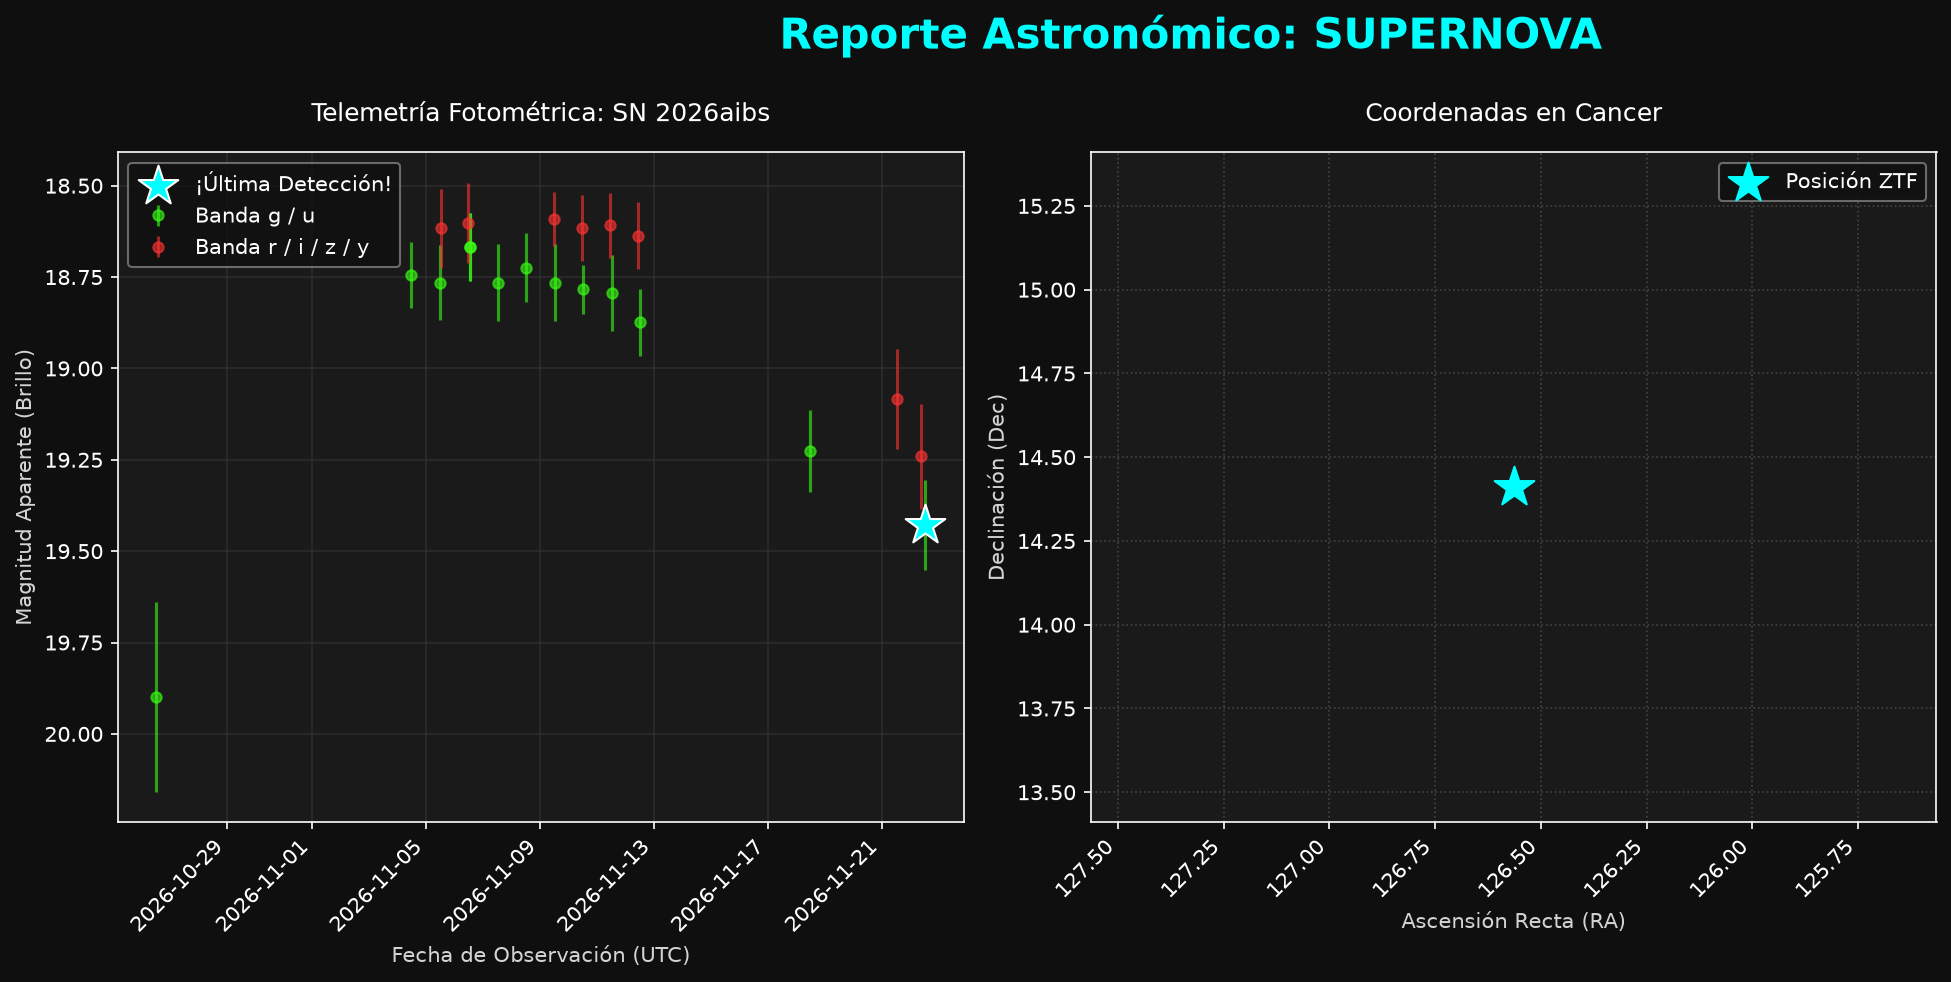 Reporte Astronómico: SUPERNOVA
Telemetría Fotométrica: SN 2026aibs
¡Última Detección!
Banda g / u
Banda r / i / z / y
Magnitud Aparente (Brillo)
18.50
18.75
19.00
19.25
19.50
19.75
20.00
2026-10-29
2026-11-01
2026-11-05
2026-11-09
2026-11-13
2026-11-17
2026-11-21
Fecha de Observación (UTC)
Coordenadas en Cancer
Posición ZTF
Declinación (Dec)
15.25
15.00
14.75
14.50
14.25
14.00
13.75
13.50
127.50
127.25
127.00
126.75
126.50
126.25
126.00
125.75
Ascensión Recta (RA)